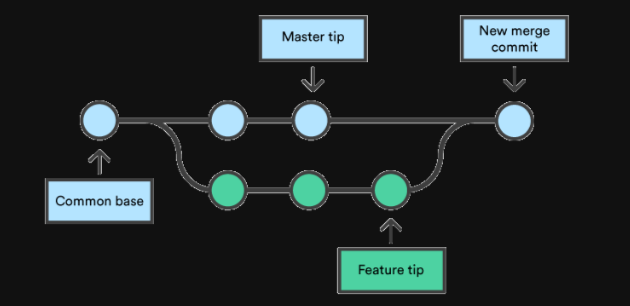 Master tip
New merge
commit
Common base
Feature tip